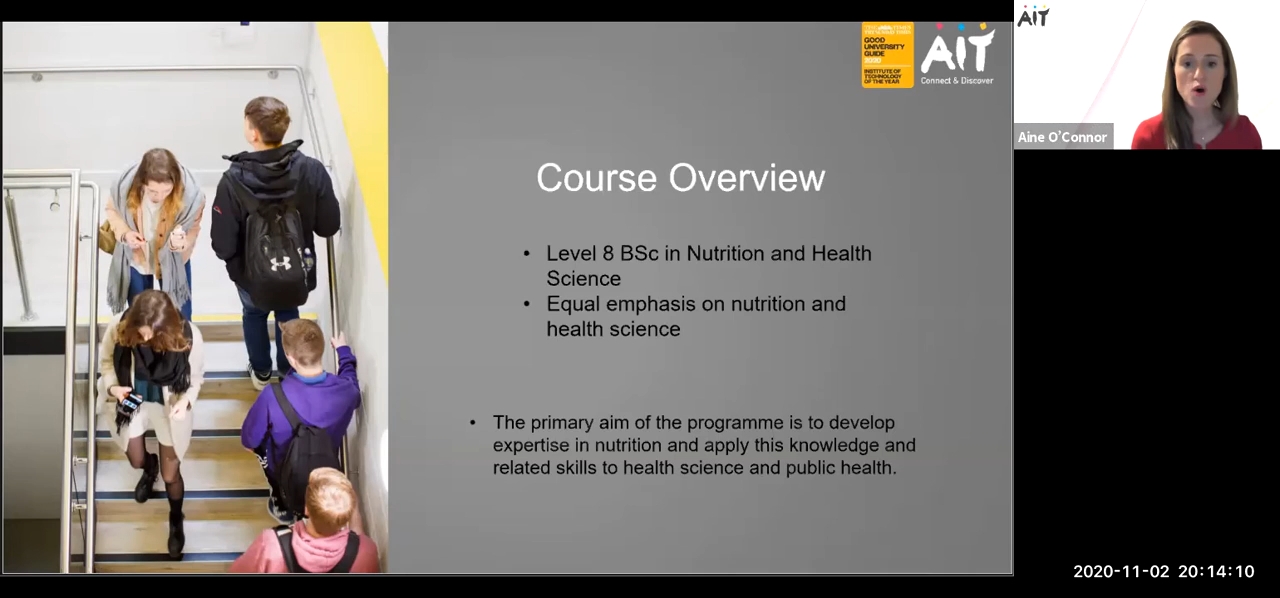 GOOD
UNIVERSITY
GUIDE
2020
INSTITUTE OF
TECHNOLOGY
OF THE YEAR
AIT
Connect & Discover
AIT
Aine O'Connor
Course Overview
• Level 8 BSc in Nutrition and Health
Science
• Equal emphasis on nutrition and
health science
• The primary aim of the programme is to develop
expertise in nutrition and apply this knowledge and
related skills to health science and public health.
2020-11-02 20:14:10